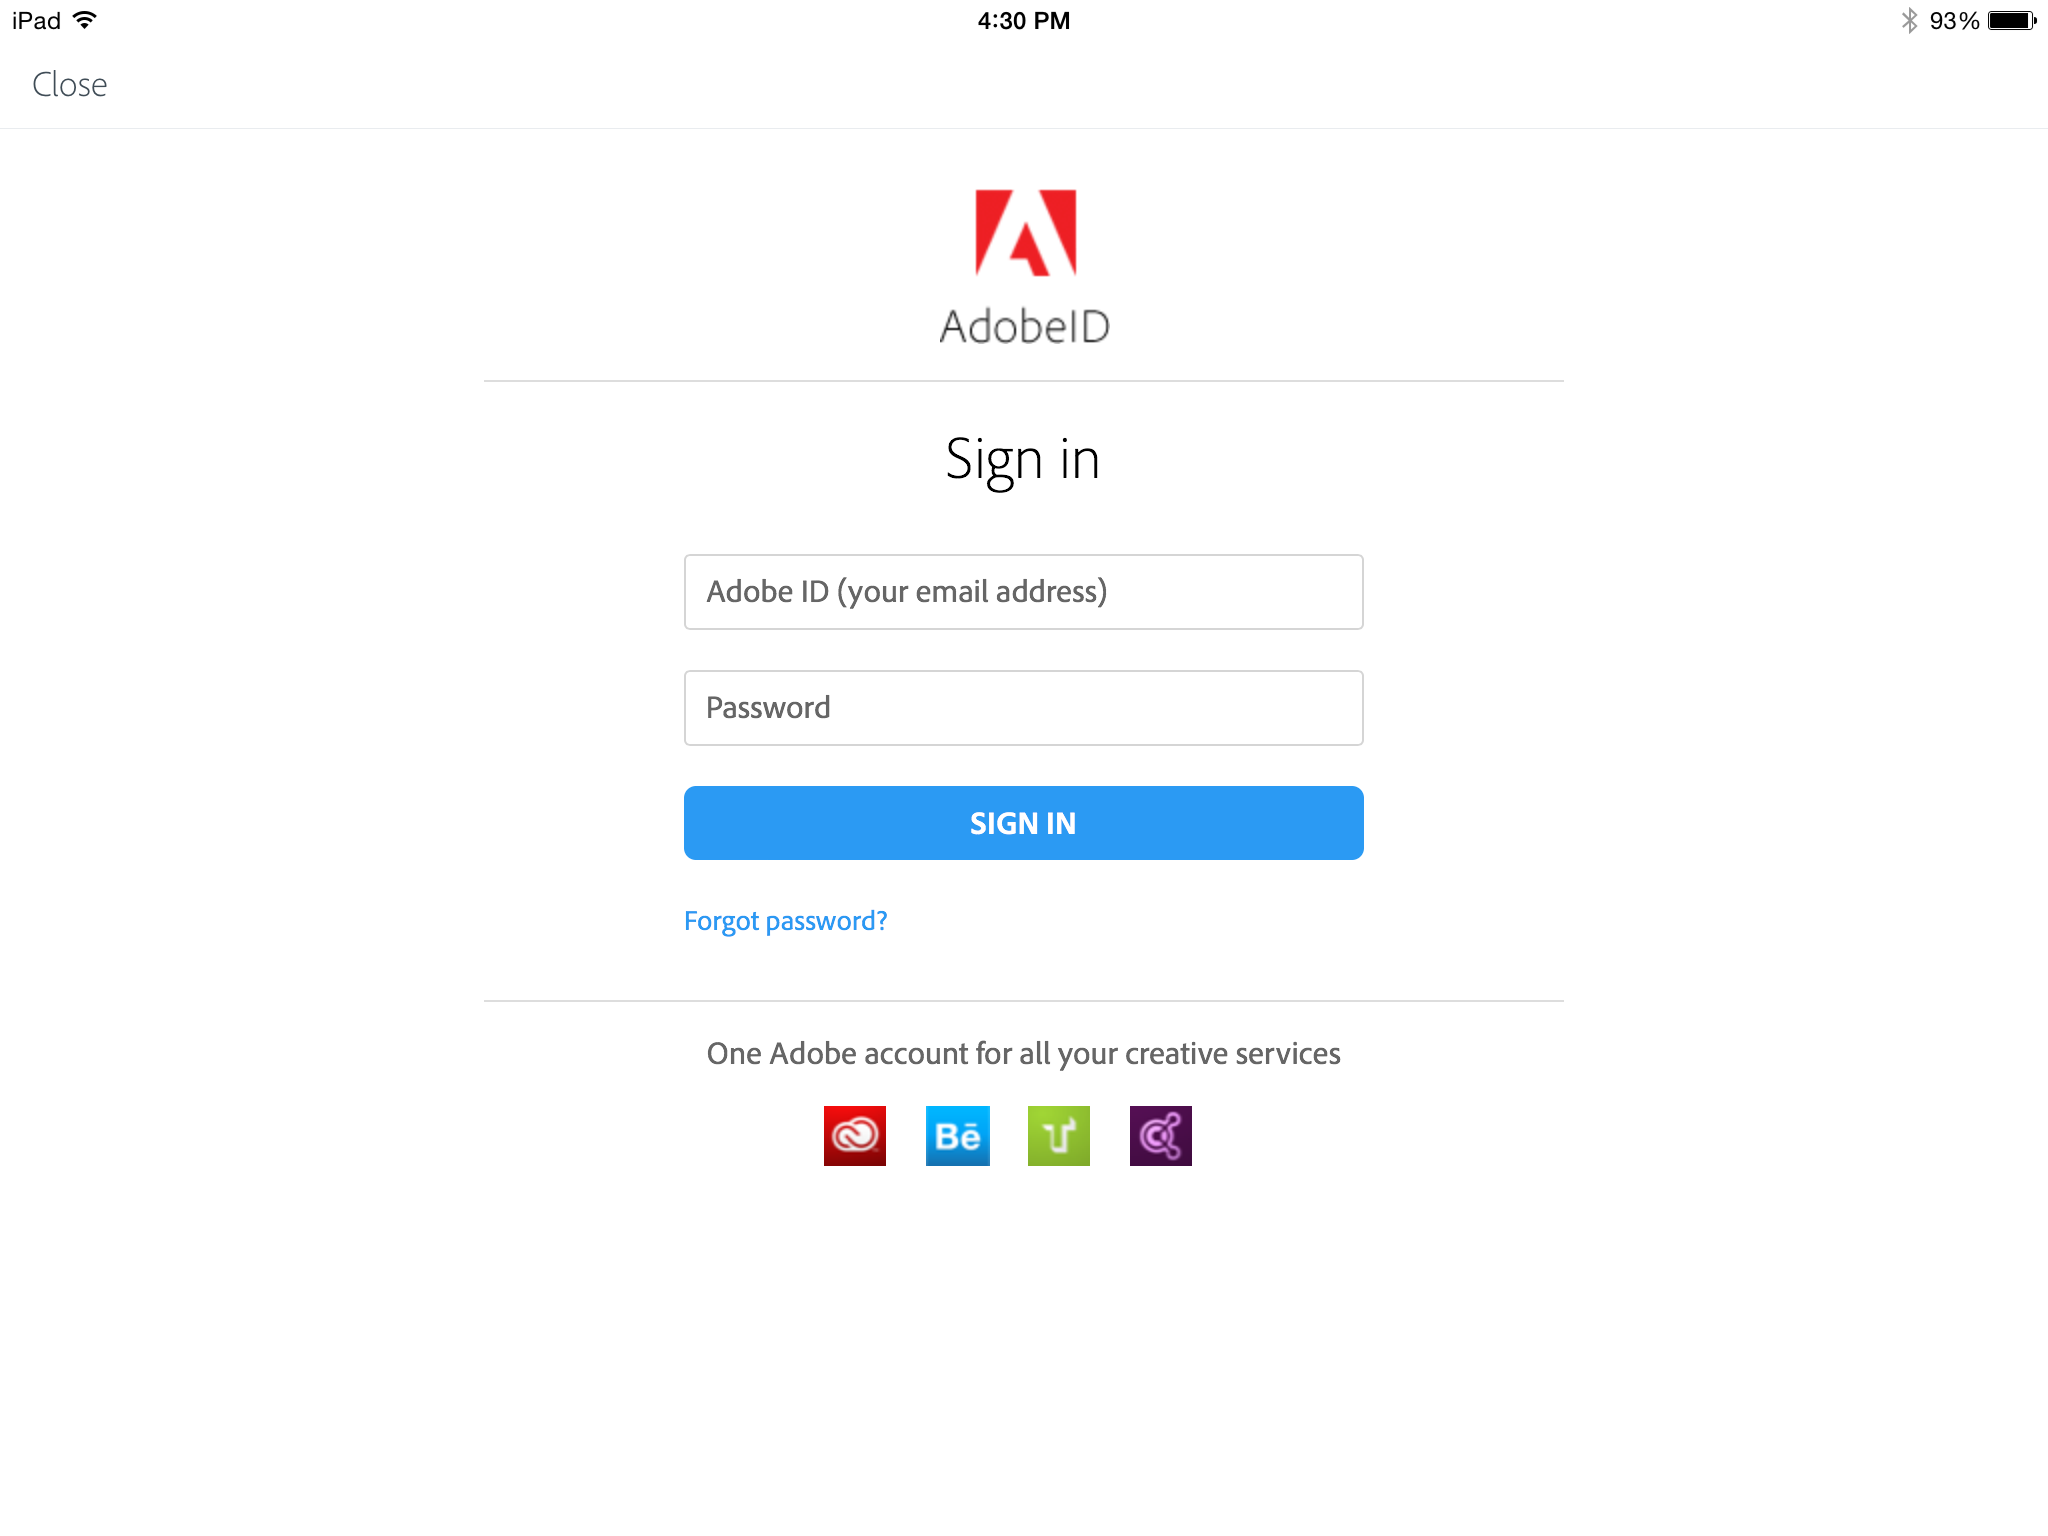 iPad 4:30 PM 93%
Close
AdobeID
Sign in
Adobe ID (your email address)
Password
SIGN IN
Forgot password?
One Adobe account for all your creative services
Bē